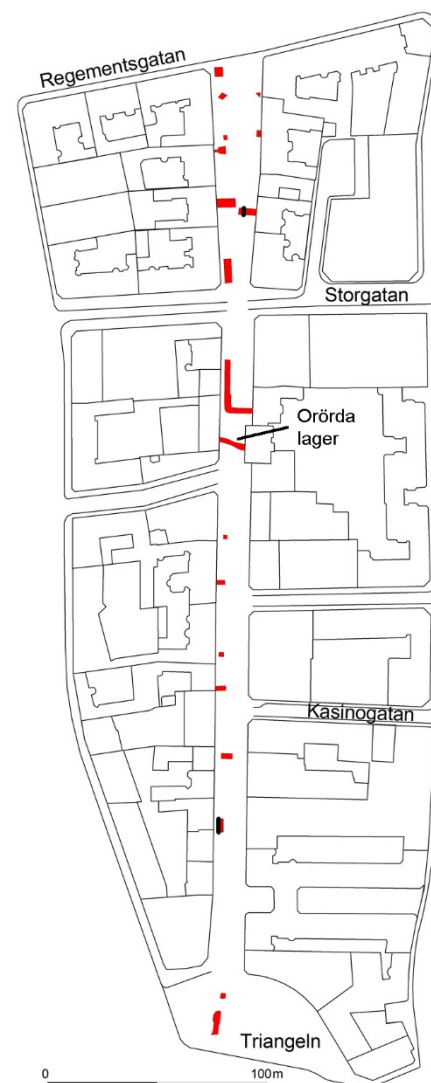 Regementsgatan
Storgatan
Orörda
lager
Kasinogatan
Triangeln
0 100m